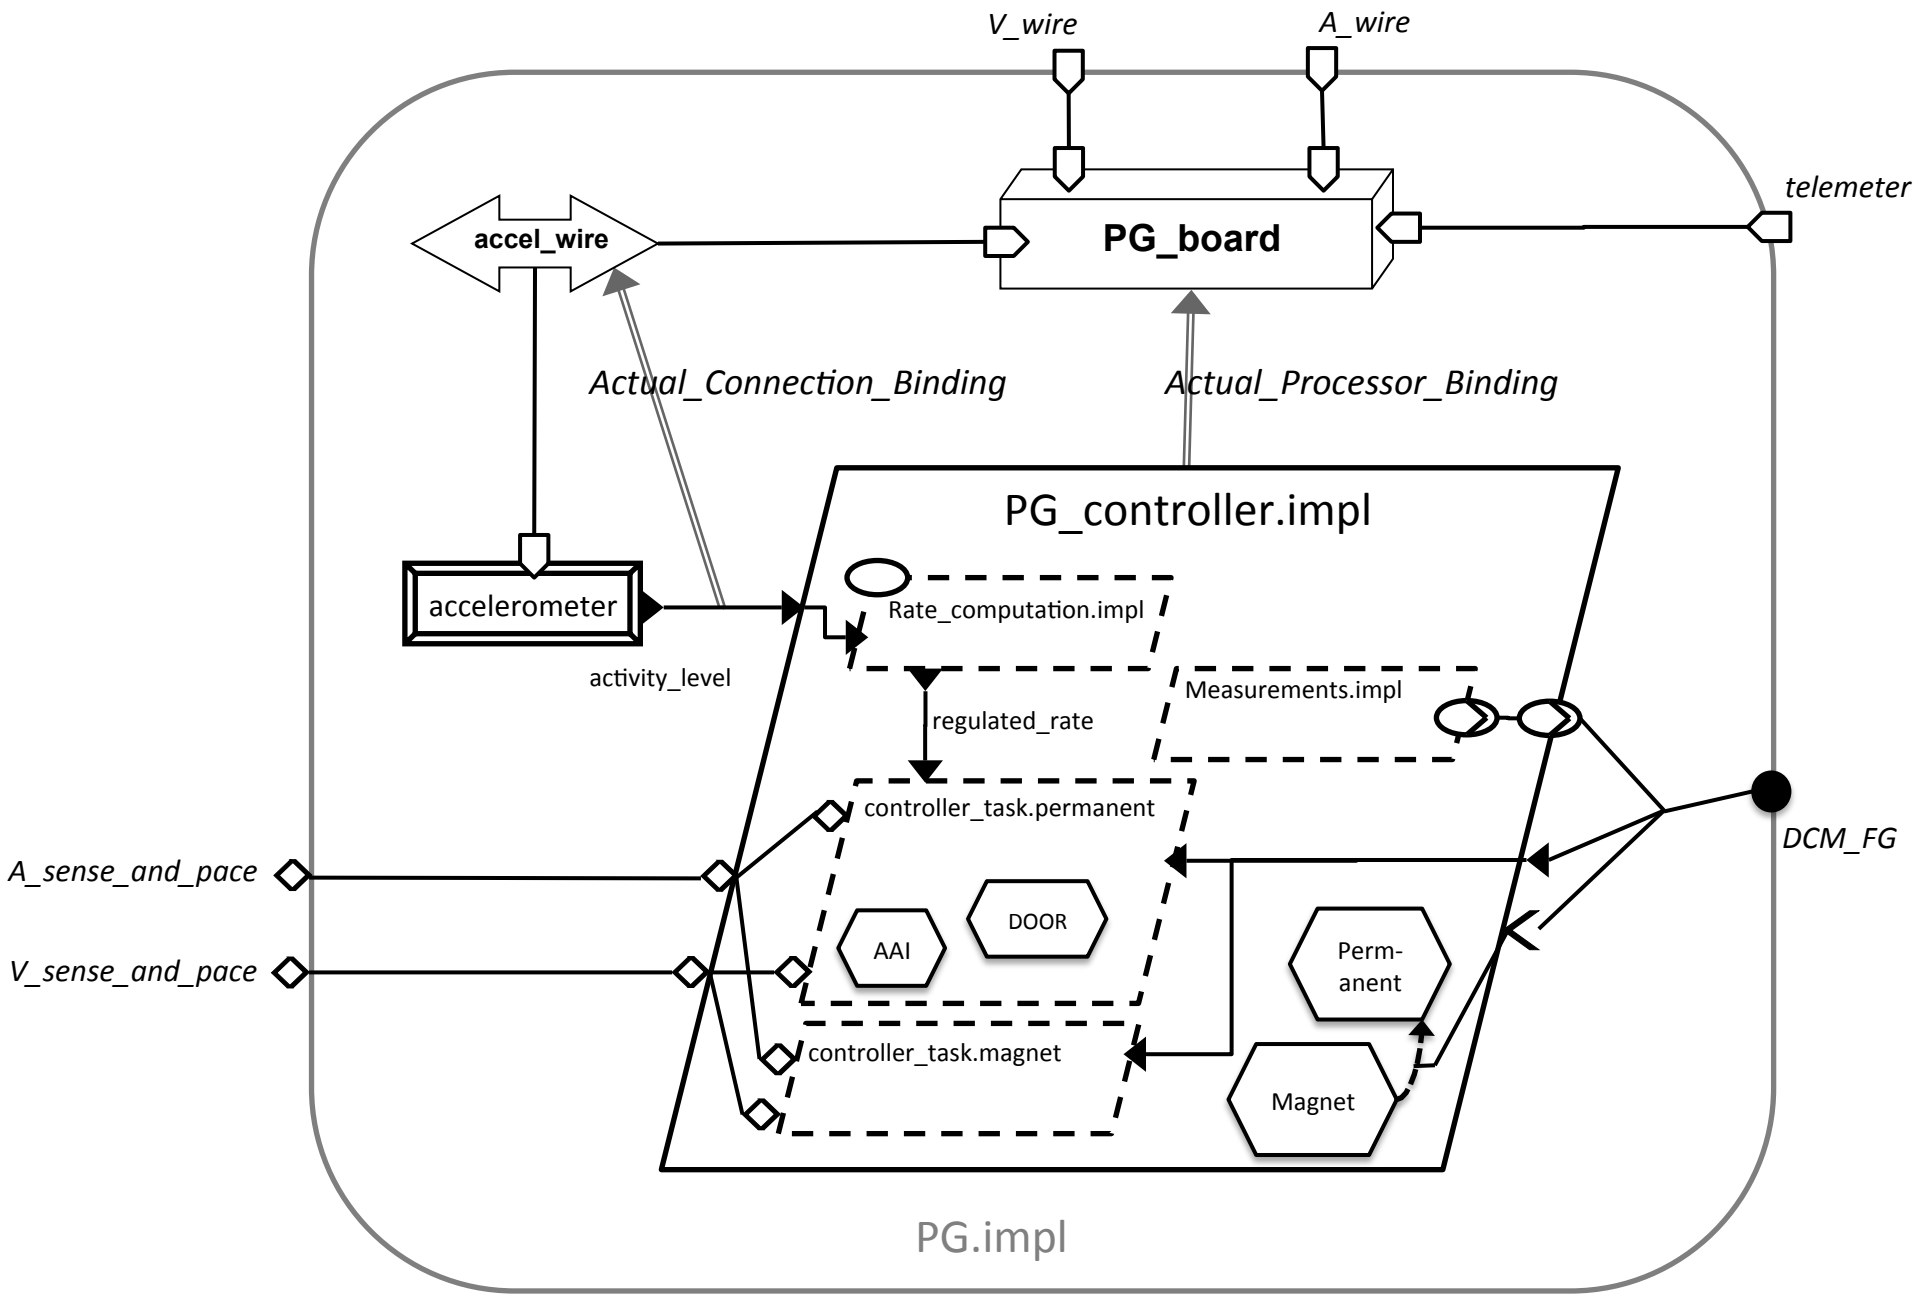 V_wire
A_wire
telemeter
accel_wire
PG_board
Actual_Connection_Binding
Actual_Processor_Binding
PG_controller.impl
accelerometer
Rate_computation.impl
activity_level
Measurements.impl
regulated_rate
controller_task.permanent
DCM_FG
A_sense_and_pace
DOOR
AAI
Perm-
anent
V_sense_and_pace
controller_task.magnet
Magnet
PG.impl